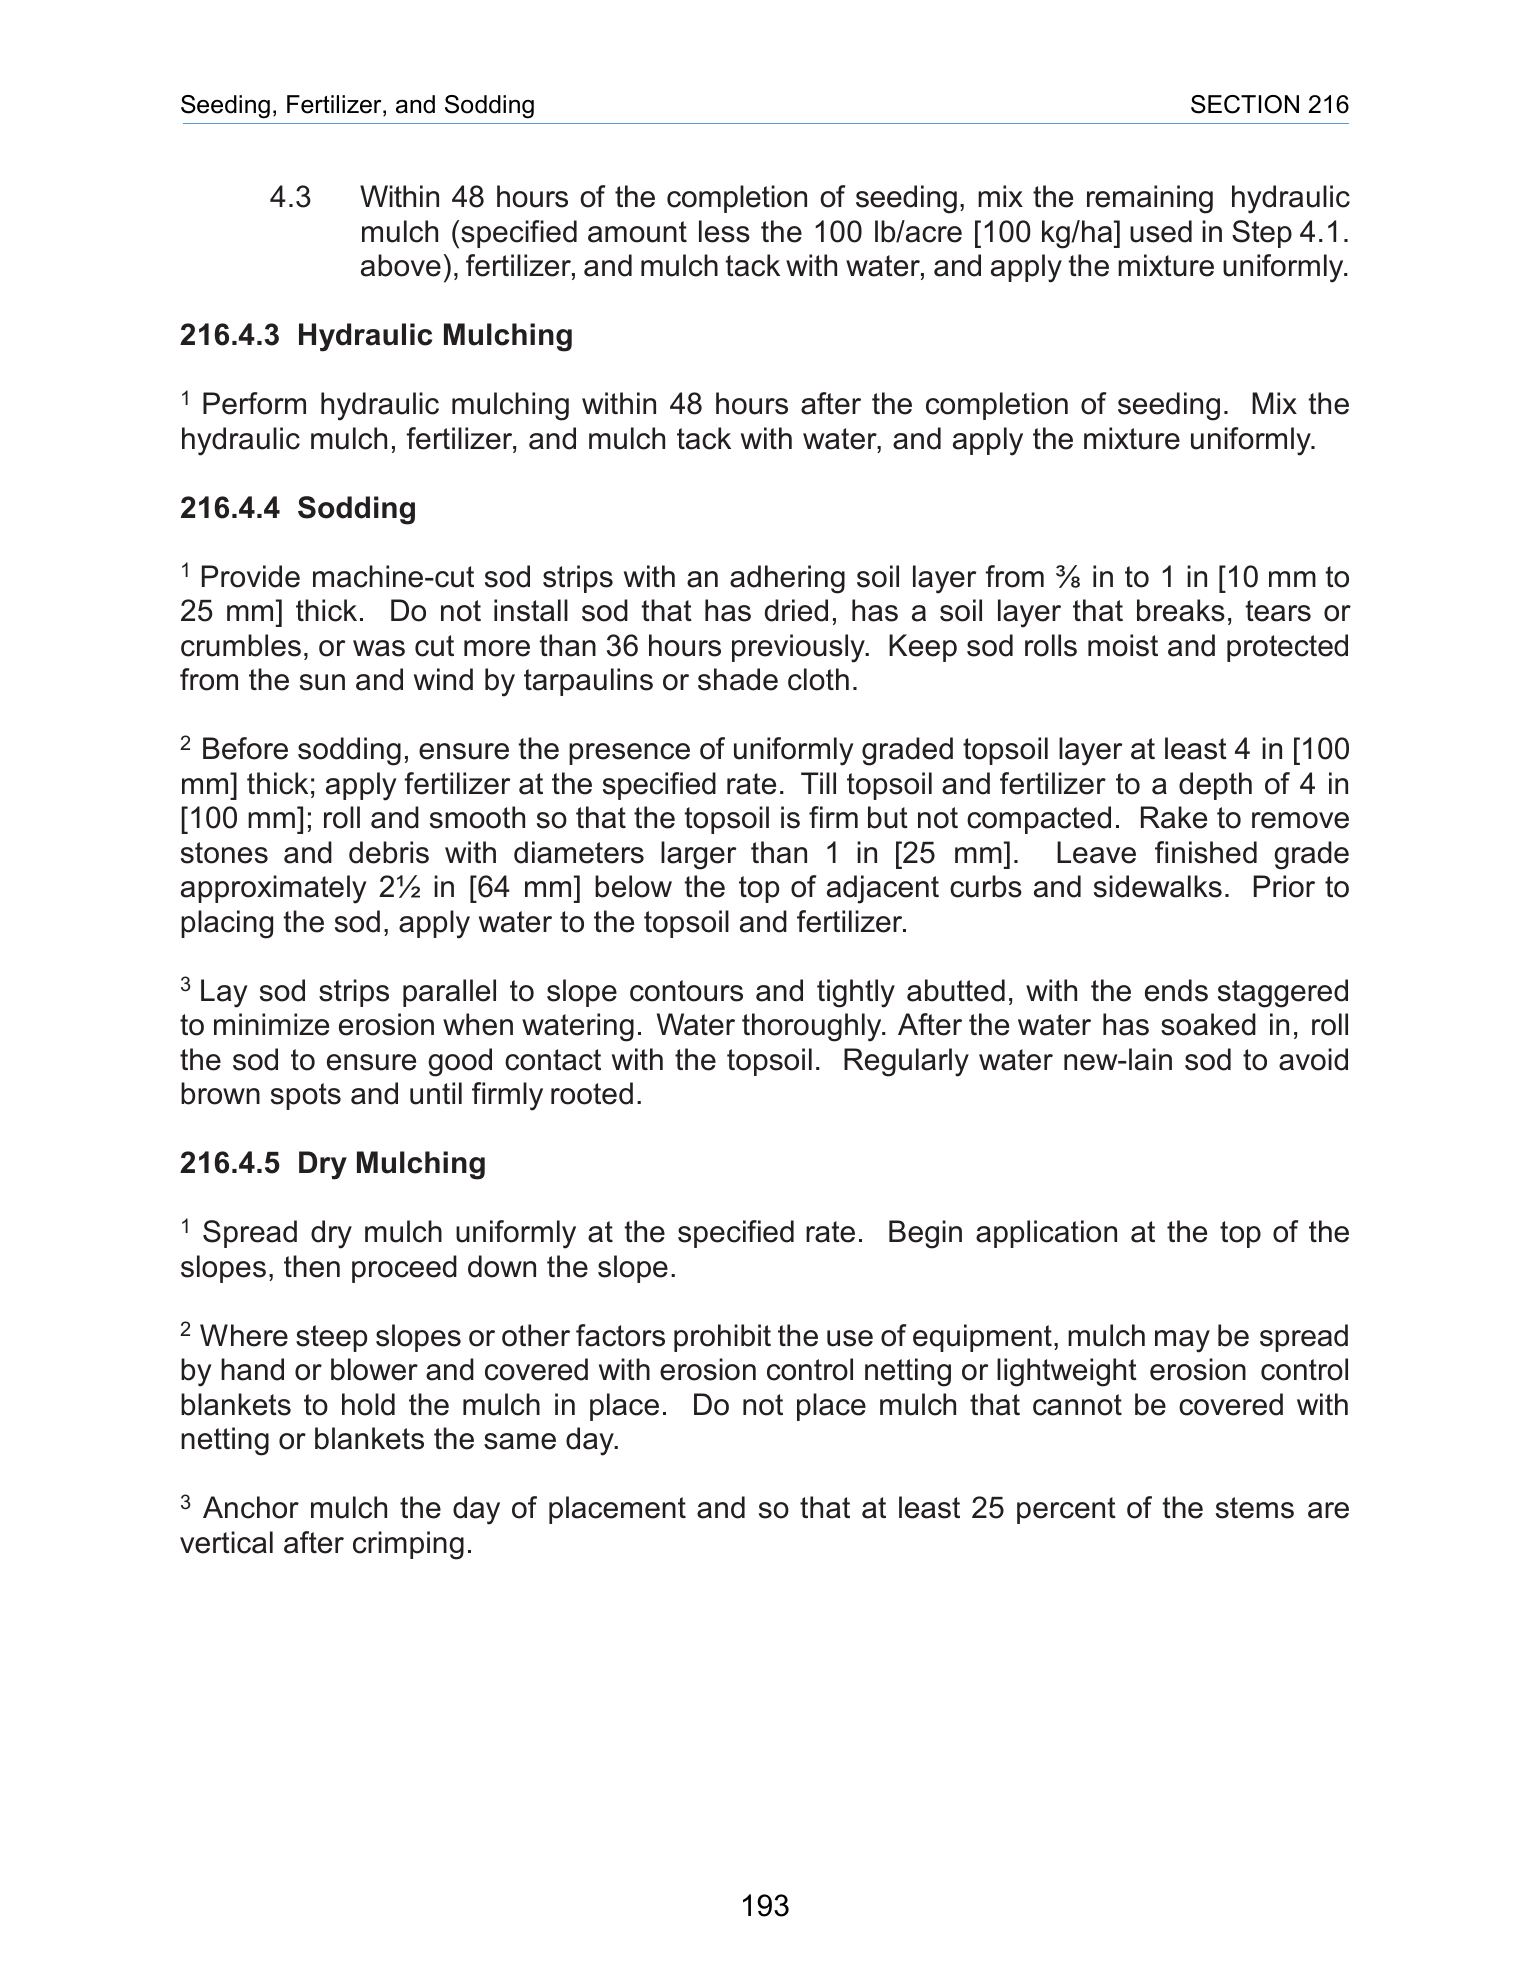 Seeding, Fertilizer, and Sodding SECTION 216
4.3 Within 48 hours of the completion of seeding, mix the remaining hydraulic
mulch (specified amount less the 100 lb/acre [100 kg/ha] used in Step 4.1.
above), fertilizer, and mulch tack with water, and apply the mixture uniformly.
216.4.3 Hydraulic Mulching
1 Perform hydraulic mulching within 48 hours after the completion of seeding. Mix the
hydraulic mulch, fertilizer, and mulch tack with water, and apply the mixture uniformly.
216.4.4 Sodding
1 Provide machine-cut sod strips with an adhering soil layer from ⅜ in to 1 in [10 mm to
25 mm] thick. Do not install sod that has dried, has a soil layer that breaks, tears or
crumbles, or was cut more than 36 hours previously. Keep sod rolls moist and protected
from the sun and wind by tarpaulins or shade cloth.
2 Before sodding, ensure the presence of uniformly graded topsoil layer at least 4 in [100
mm] thick; apply fertilizer at the specified rate. Till topsoil and fertilizer to a depth of 4 in
[100 mm]; roll and smooth so that the topsoil is firm but not compacted. Rake to remove
stones and debris with diameters larger than 1 in [25 mm]. Leave finished grade
approximately 2½ in [64 mm] below the top of adjacent curbs and sidewalks. Prior to
placing the sod, apply water to the topsoil and fertilizer.
3 Lay sod strips parallel to slope contours and tightly abutted, with the ends staggered
to minimize erosion when watering. Water thoroughly. After the water has soaked in, roll
the sod to ensure good contact with the topsoil. Regularly water new-lain sod to avoid
brown spots and until firmly rooted.
216.4.5 Dry Mulching
1 Spread dry mulch uniformly at the specified rate. Begin application at the top of the
slopes, then proceed down the slope.
2 Where steep slopes or other factors prohibit the use of equipment, mulch may be spread
by hand or blower and covered with erosion control netting or lightweight erosion control
blankets to hold the mulch in place. Do not place mulch that cannot be covered with
netting or blankets the same day.
3 Anchor mulch the day of placement and so that at least 25 percent of the stems are
vertical after crimping.
193